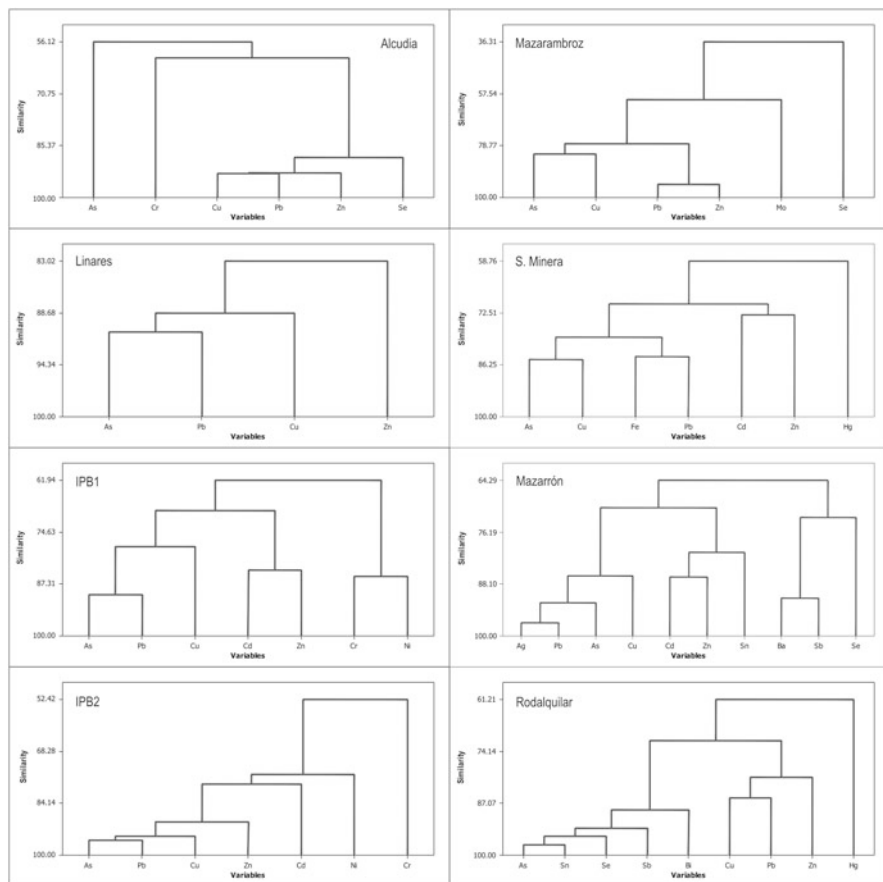 Alcudia
56.12
70.75
85.37
100.00
Similarity
As Cr Cu Pb Zn Se
Variables
Mazarambroz
36.31
57.54
78.77
100.00
Similarity
As Cu Pb Zn Mo Se
Variables
Linares
83.02
88.68
94.34
100.00
Similarity
As Pb Cu Zn
Variables
S. Minera
58.76
72.51
86.25
100.00
Similarity
As Cu Fe Pb Cd Zn Hg
Variables
IPB1
61.94
74.63
87.31
100.00
Similarity
As Pb Cu Cd Zn Cr Ni
Variables
Mazarrón
64.29
76.19
88.10
100.00
Similarity
Ag Pb As Cu Cd Zn Sn Ba Sb Se
Variables
IPB2
52.42
68.28
84.14
100.00
Similarity
As Pb Cu Zn Cd Ni Cr
Variables
Rodalquilar
61.21
74.14
87.07
100.00
Similarity
As Sn Se Sb Bi Cu Pb Zn Hg
Variables